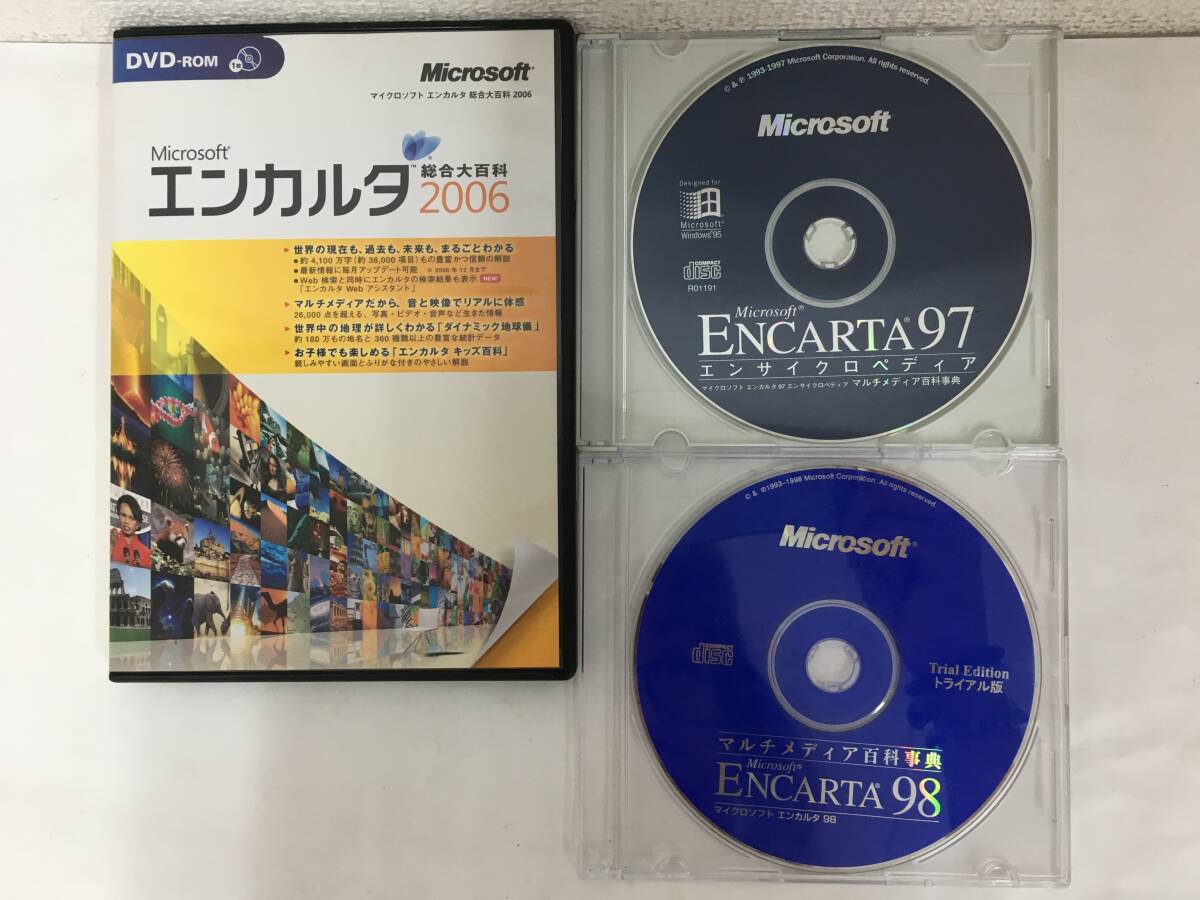 DVD-ROM
1枚
Microsoft®
マイクロソフト エンカルタ 総合大百科 2006
Microsoft®
エンカルタ™ 総合大百科
2006
世界の現在も、過去も、未来も、まるごとわかる
●約 4,100 万字(約 36,000 項目)もの豊富かつ信頼の解説
●最新情報に毎月アップデート可能 ※ 2006 年 12 月まで
●Web 検索と同時にエンカルタの検索結果も表示 NEW!
「エンカルタ Web アシスタント」
マルチメディアだから、音と映像でリアルに体感
26,000 点を超える、写真・ビデオ・音声など生きた情報
世界中の地理が詳しくわかる「ダイナミック地球儀」
約 180 万もの地名と 360 種類以上の豊富な統計データ
お子様でも楽しめる「エンカルタ キッズ百科」
親しみやすい画面とふりがな付きのやさしい解説
© & ℗ 1993-1997 Microsoft Corporation. All rights reserved.
Microsoft
Designed for
Microsoft®
Windows®95
COMPACT
disc
R01191
Microsoft®
ENCARTA® 97
エンサイクロペディア
マイクロソフト エンカルタ 97 エンサイクロペディア マルチメディア百科事典
© & ℗1993-1998 Microsoft Corporation. All rights reserved.
Microsoft®
COMPACT
disc
Trial Edition
トライアル版
マルチメディア百科事典
Microsoft®
ENCARTA® 98
マイクロソフト エンカルタ 98